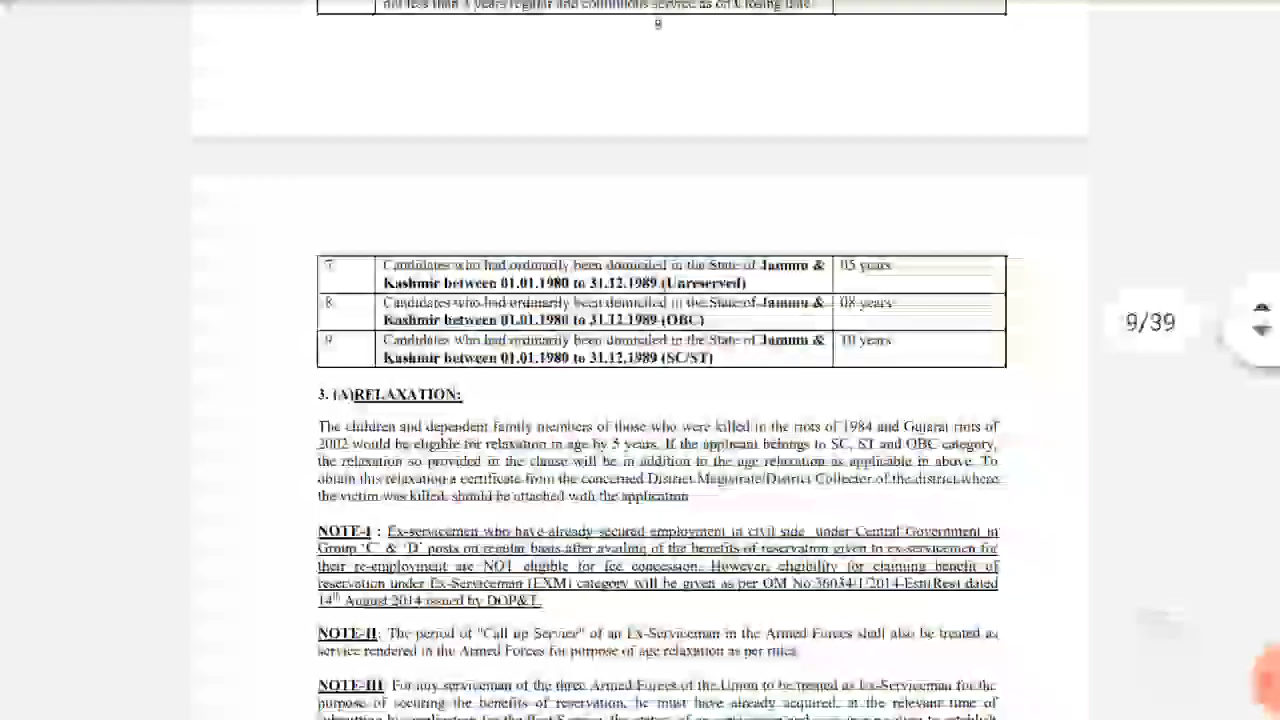 not less than 3 years regular and continuous service as on Closing date
8
7 Candidates who had ordinarily been domiciled in the State of Jammu & 05 years
Kashmir between 01.01.1980 to 31.12.1989 (Unreserved)
8 Candidates who had ordinarily been domiciled in the State of Jammu & 08 years
Kashmir between 01.01.1980 to 31.12.1989 (OBC)
9 Candidates who had ordinarily been domiciled in the State of Jammu & 10 years
Kashmir between 01.01.1980 to 31.12.1989 (SC/ST)
9/39
3. (A)RELAXATION:
The children and dependent family members of those who were killed in the riots of 1984 and Gujarat riots of
2002 would be eligible for relaxation in age by 5 years. If the applicant belongs to SC, ST and OBC category,
the relaxation so provided in the clause will be in addition to the age relaxation as applicable in above. To
obtain this relaxation a certificate from the concerned District Magistrate/District Collector of the district where
the victim was killed, should be attached with the application
NOTE-I : Ex-servicemen who have already secured employment in civil side under Central Government in
Group 'C' & 'D' posts on regular basis after availing of the benefits of reservation given to ex-servicemen for
their re-employment are NOT eligible for fee concession. However, eligibility for claiming benefit of
reservation under Ex-Serviceman (EXM) category will be given as per OM No.36034/1/2014-Estt(Res) dated
14th August 2014 issued by DOP&T.
NOTE-II: The period of "Call up Service" of an Ex-Serviceman in the Armed Forces shall also be treated as
service rendered in the Armed Forces for purpose of age relaxation as per rules
NOTE-III: For any serviceman of the three Armed Forces of the Union to be treated as Ex-Serviceman for the
purpose of securing the benefits of reservation, he must have already acquired, at the relevant time of